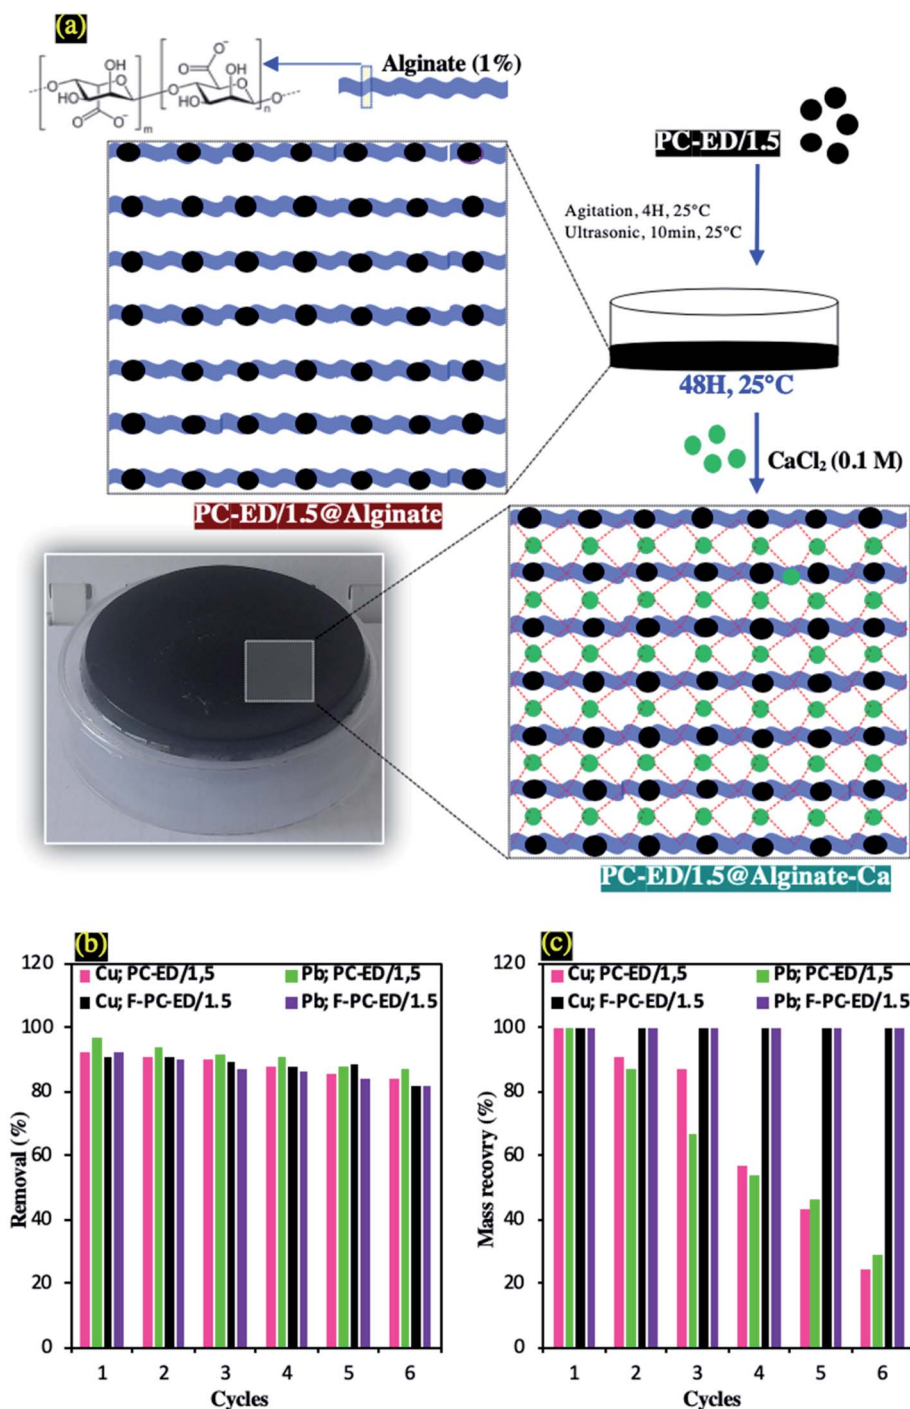 (a)
OH
HO
O
O
O
O⁻
m
O
O⁻
OH
HO
O
O
n
Alginate (1%)
PC-ED/1.5
Agitation, 4H, 25°C
Ultrasonic, 10min, 25°C
48H, 25°C
CaCl₂ (0.1 M)
PC-ED/1.5@Alginate
PC-ED/1.5@Alginate-Ca
(b)
Cu; PC-ED/1,5
Pb; PC-ED/1,5
Cu; F-PC-ED/1.5
Pb; F-PC-ED/1.5
120
100
80
60
40
20
0
Removal (%)
1 2 3 4 5 6
Cycles
(c)
Cu; PC-ED/1,5
Pb; PC-ED/1,5
Cu; F-PC-ED/1.5
Pb; F-PC-ED/1.5
120
100
80
60
40
20
0
Mass recovry (%)
1 2 3 4 5 6
Cycles